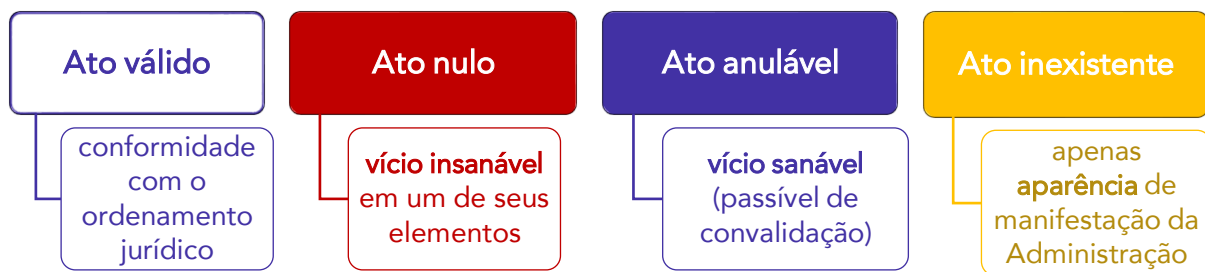 Ato válido
conformidade
com o
ordenamento
jurídico
Ato nulo
vício insanável
em um de seus
elementos
Ato anulável
vício sanável
(passível de
convalidação)
Ato inexistente
apenas
aparência de
manifestação da
Administração